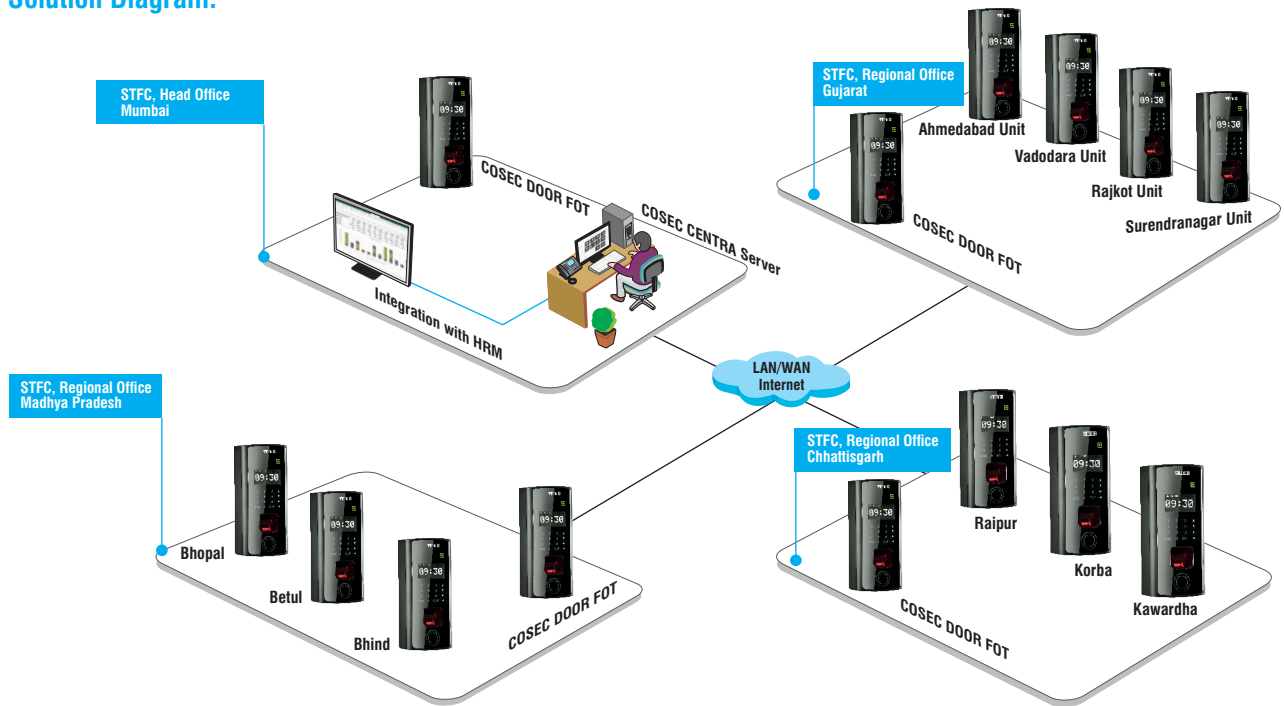 Solution Diagram:
STFC, Head Office
Mumbai
09:30
COSEC DOOR FOT
COSEC CENTRA Server
Integration with HRM
STFC, Regional Office
Gujarat
09:30
Ahmedabad Unit
09:30
Vadodara Unit
09:30
Rajkot Unit
09:30
Surendranagar Unit
09:30
COSEC DOOR FOT
LAN/WAN
Internet
STFC, Regional Office
Madhya Pradesh
09:30
Bhopal
09:30
Betul
09:30
Bhind
09:30
COSEC DOOR FOT
STFC, Regional Office
Chhattisgarh
09:30
Raipur
09:30
Korba
09:30
Kawardha
09:30
COSEC DOOR FOT